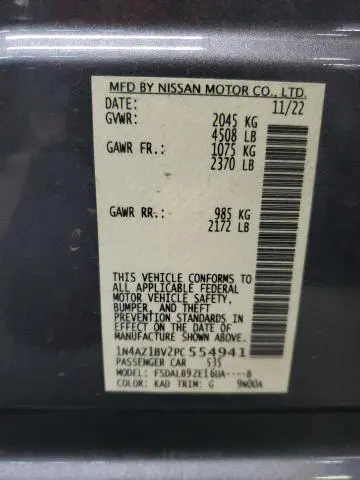 MFD BY NISSAN MOTOR CO., LTD.
DATE: 11/22
GVWR: 2045 KG
4508 LB
GAWR FR: 1075 KG
2370 LB
GAWR RR: 985 KG
2172 LB
THIS VEHICLE CONFORMS TO
ALL APPLICABLE FEDERAL
MOTOR VEHICLE SAFETY,
BUMPER, AND THEFT
PREVENTION STANDARDS IN
EFFECT ON THE DATE OF
MANUFACTURE SHOWN ABOVE.
1N4AZ1BV2PC 554941
PASSENGER CAR 535
MODEL: FSDALB9ZE16UA----B
COLOR: KAD TRIM: G 9N00A